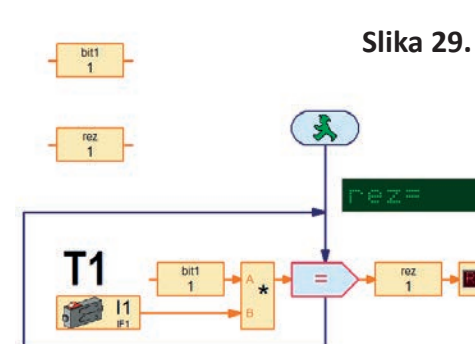 Slika 29.
bit1
1
rez
1
rez=
T1
bit1
1
A
*
B
=
rez
1
I1
IF1